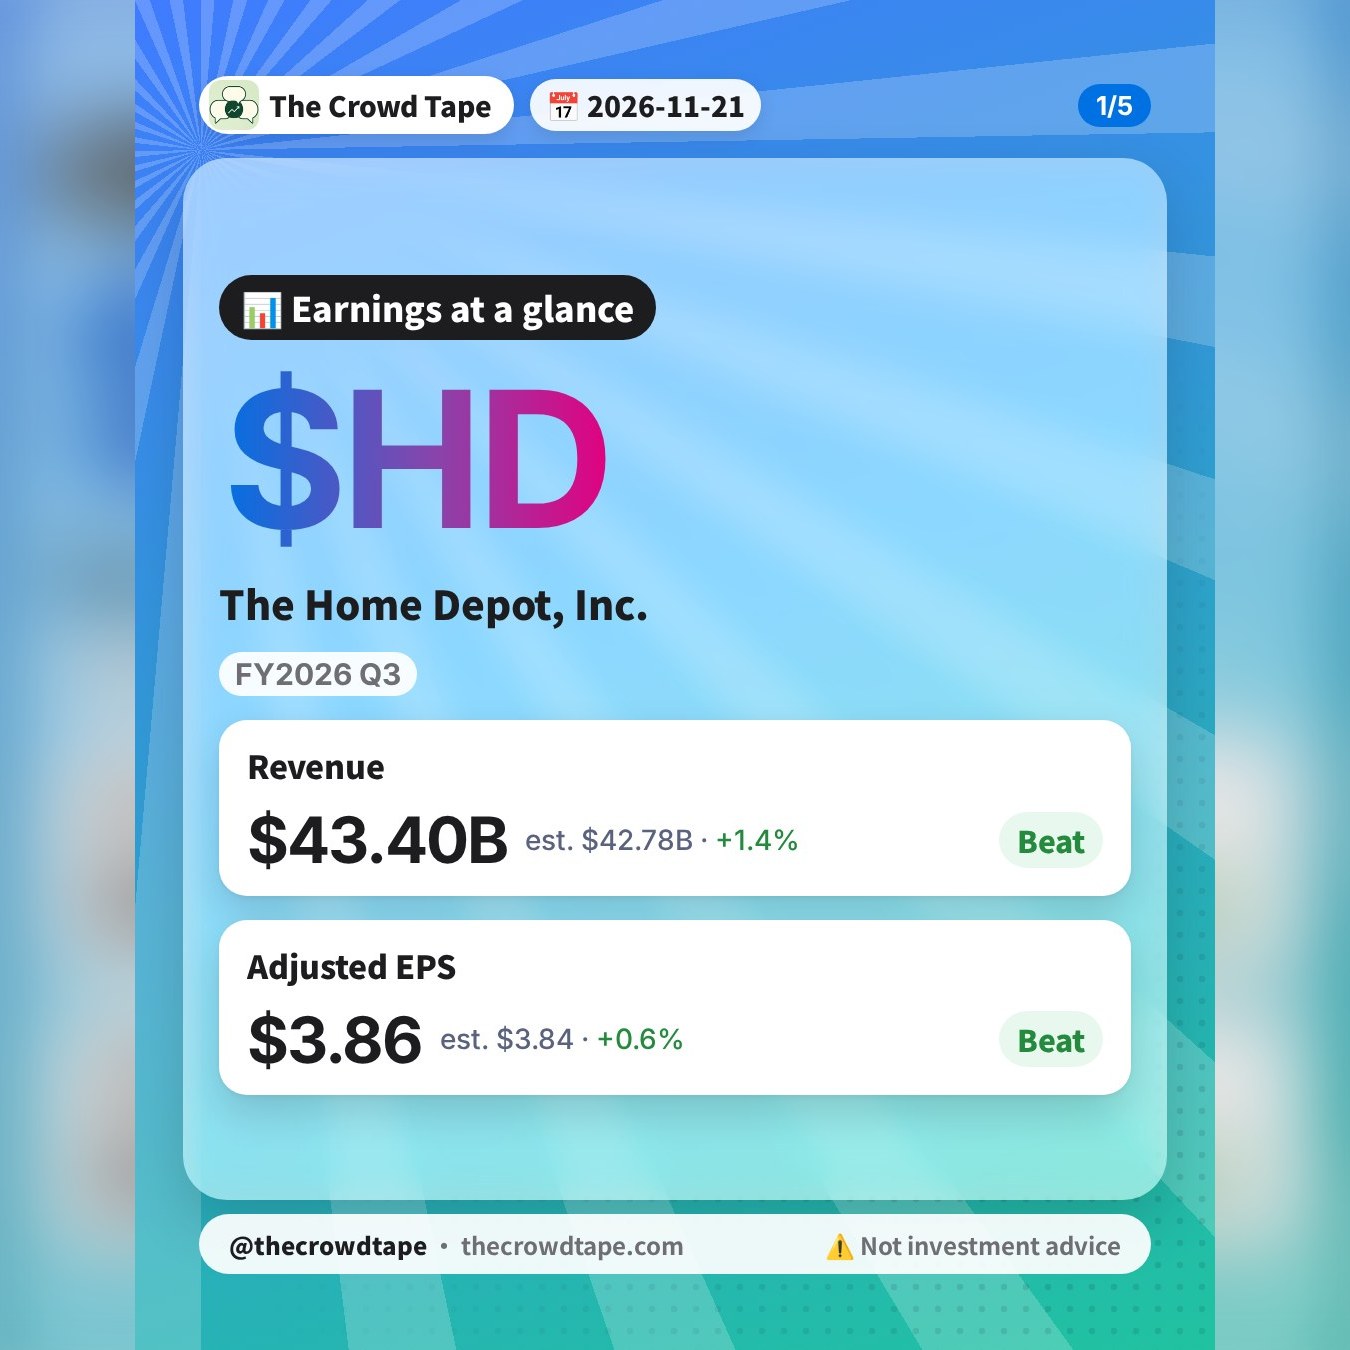 The Crowd Tape
📅 2026-11-21
1/5
📊 Earnings at a glance
$HD
The Home Depot, Inc.
FY2026 Q3
Revenue
$43.40B est. $42.78B · +1.4%
Beat
Adjusted EPS
$3.86 est. $3.84 · +0.6%
Beat
@thecrowdtape • thecrowdtape.com
⚠️ Not investment advice